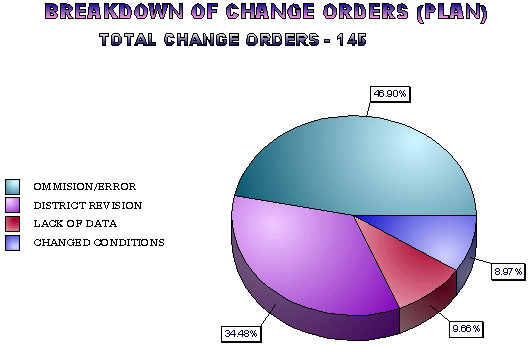 BREAKDOWN OF CHANGE ORDERS (PLAN)
TOTAL CHANGE ORDERS - 145
46.90%
OMMISION/ERROR
DISTRICT REVISION
LACK OF DATA
CHANGED CONDITIONS
8.97%
9.66%
34.48%